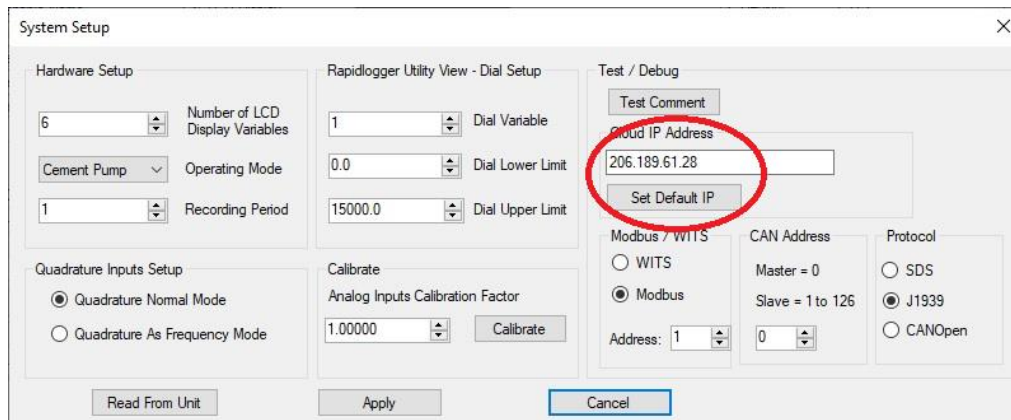 System Setup
Hardware Setup
6
Number of LCD
Display Variables
Cement Pump
Operating Mode
1
Recording Period
Quadrature Inputs Setup
Quadrature Normal Mode
Quadrature As Frequency Mode
Rapidlogger Utility View - Dial Setup
1
Dial Variable
0.0
Dial Lower Limit
15000.0
Dial Upper Limit
Calibrate
Analog Inputs Calibration Factor
1.00000
Calibrate
Test / Debug
Test Comment
Cloud IP Address
206.189.61.28
Set Default IP
Modbus / WITS
WITS
Modbus
Address: 1
CAN Address
Master = 0
Slave = 1 to 126
0
Protocol
SDS
J1939
CANOpen
Read From Unit
Apply
Cancel